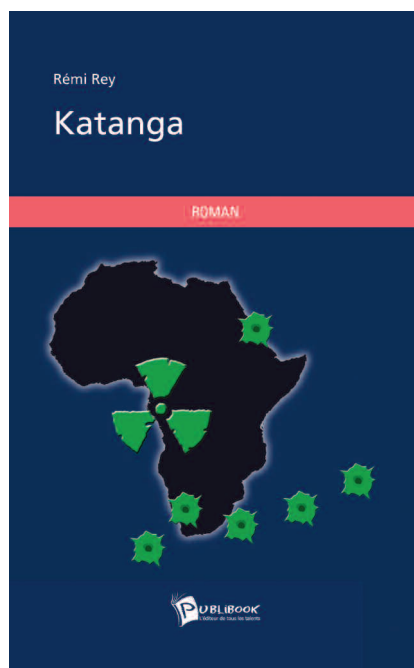 Rémi Rey
Katanga
ROMAN
PUBLIBOOK
L'éditeur de tous les talents